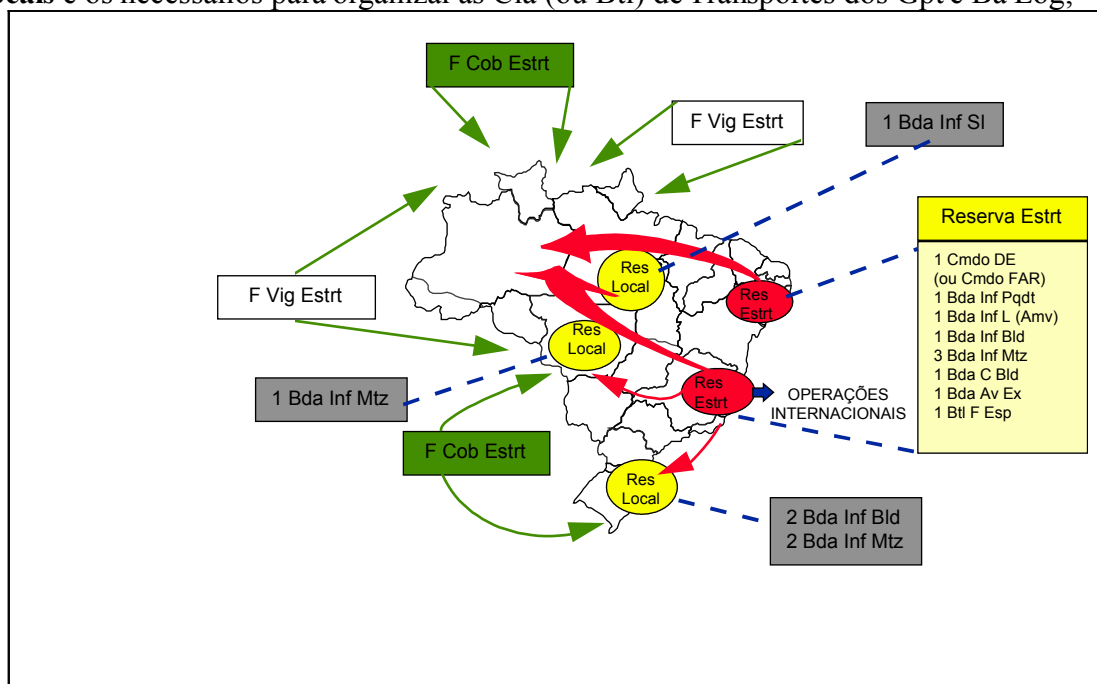 ocais e os necessários para organizar as Cia (ou Btl) de Transportes dos Gpt e Ba Log;
F Cob Estrt
F Vig Estrt
1 Bda Inf Sl
Reserva Estrt
1 Cmdo DE
(ou Cmdo FAR)
1 Bda Inf Pqdt
1 Bda Inf L (Amv)
1 Bda Inf Bld
3 Bda Inf Mtz
1 Bda C Bld
1 Bda Av Ex
1 Btl F Esp
F Vig Estrt
Res
Local
Res
Estrt
Res
Local
1 Bda Inf Mtz
Res
Estrt
OPERAÇÕES
INTERNACIONAIS
F Cob Estrt
Res
Local
2 Bda Inf Bld
2 Bda Inf Mtz